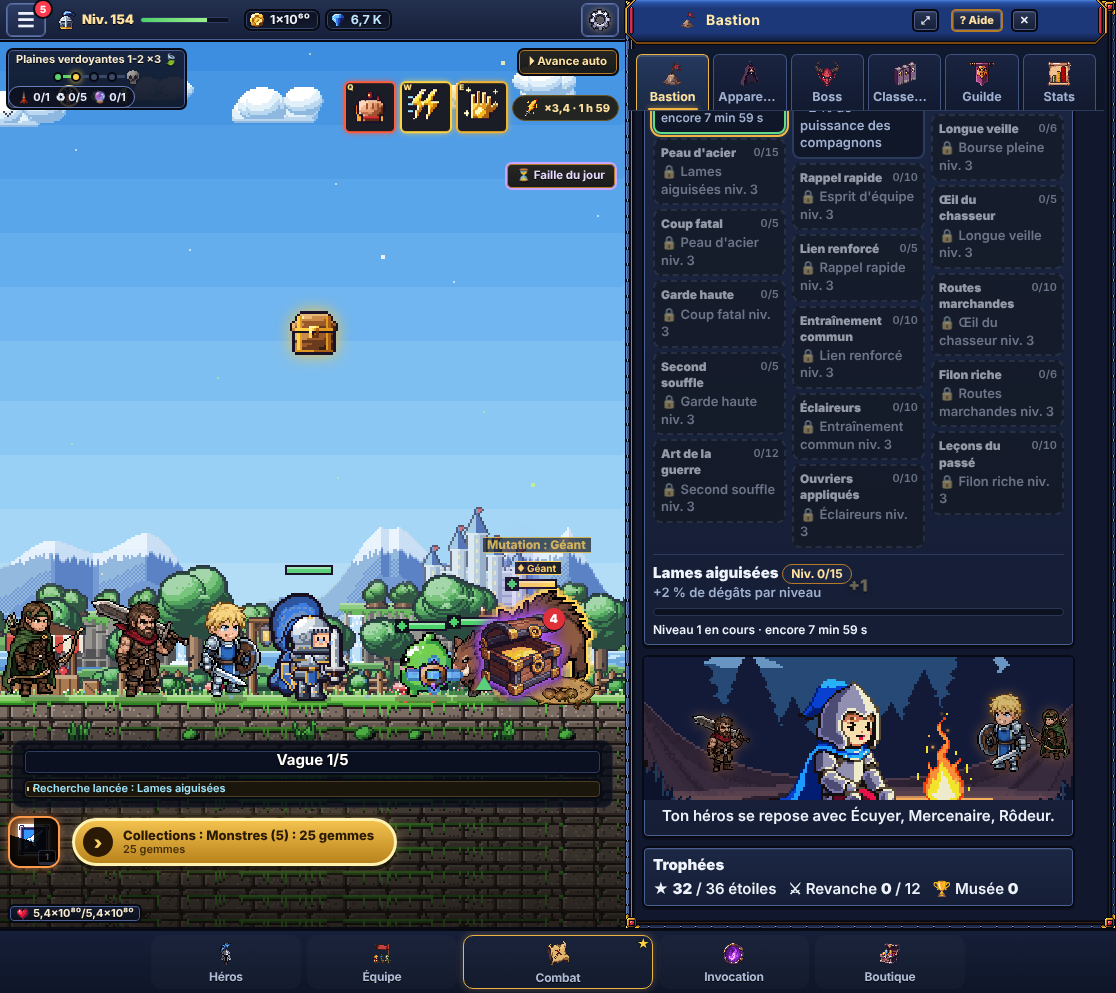 5
Niv. 154
1×10⁶⁰
6,7 K
Bastion
? Aide
Plaines verdoyantes 1-2 ×3
0/1
0/5
0/1
Avance auto
Q
W
E
×3,4 · 1 h 59
Faille du jour
Bastion
Appare…
Boss
Classe…
Guilde
Stats
encore 7 min 59 s
Peau d'acier 0/15
Lames
aiguisées niv. 3
Coup fatal 0/5
Peau d'acier
niv. 3
Garde haute 0/5
Coup fatal niv.
3
Second
souffle 0/5
Garde haute
niv. 3
Art de la
guerre 0/12
Second souffle
niv. 3
puissance des
compagnons
Rappel rapide 0/10
Esprit d'équipe
niv. 3
Lien renforcé 0/5
Rappel rapide
niv. 3
Entraînement
commun 0/10
Lien renforcé
niv. 3
Éclaireurs 0/10
Entraînement
commun niv. 3
Ouvriers
appliqués 0/10
Éclaireurs niv.
3
Longue veille 0/6
Bourse pleine
niv. 3
Œil du
chasseur 0/5
Longue veille
niv. 3
Routes
marchandes 0/10
Œil du
chasseur niv. 3
Filon riche 0/6
Routes
marchandes niv. 3
Leçons du
passé 0/10
Filon riche niv.
3
Mutation : Géant
Géant
4
Lames aiguisées Niv. 0/15
+1
+2 % de dégâts par niveau
Niveau 1 en cours · encore 7 min 59 s
Vague 1/5
Recherche lancée : Lames aiguisées
1
Collections : Monstres (5) : 25 gemmes
25 gemmes
5,4×10⁸⁰/5,4×10⁸⁰
Ton héros se repose avec Écuyer, Mercenaire, Rôdeur.
Trophées
★ 32 / 36 étoiles ⚔ Revanche 0 / 12 🏆 Musée 0
Héros
Équipe
Combat
Invocation
Boutique